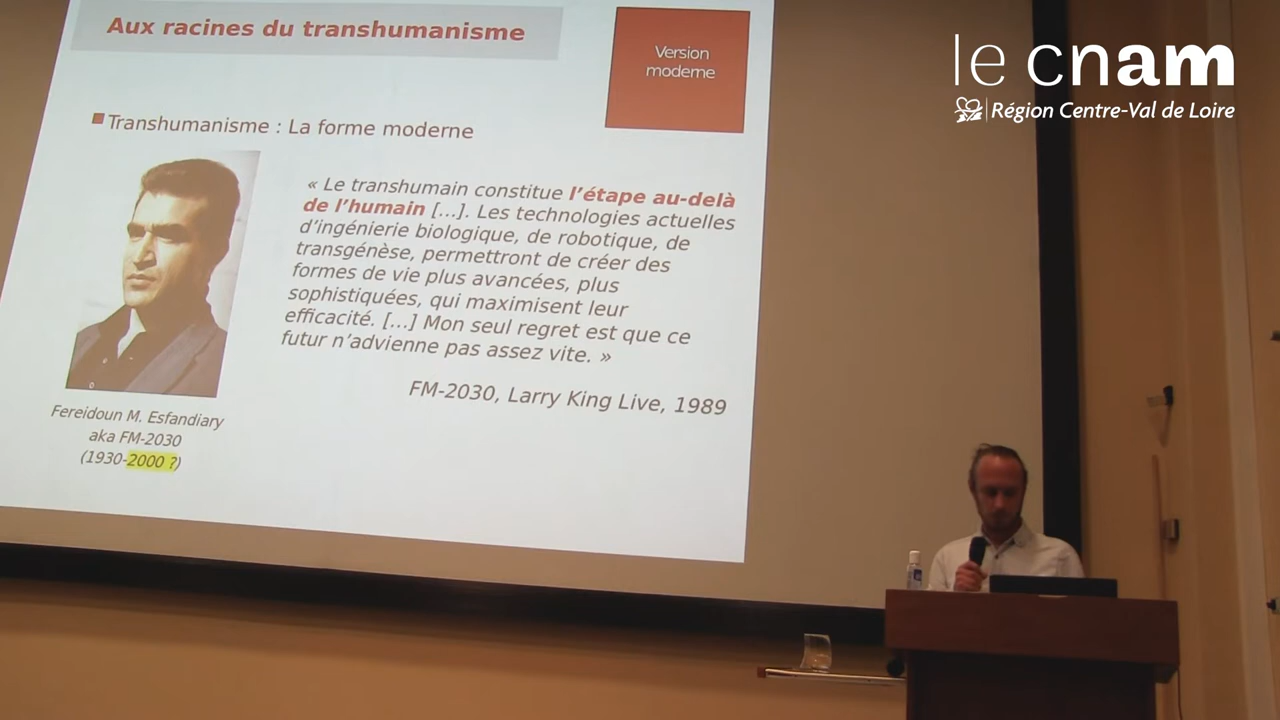 Aux racines du transhumanisme
Version
moderne
le cnam
Région Centre-Val de Loire
Transhumanisme : La forme moderne
« Le transhumain constitue l'étape au-delà
de l'humain [...]. Les technologies actuelles
d'ingénierie biologique, de robotique, de
transgénèse, permettront de créer des
formes de vie plus avancées, plus
sophistiquées, qui maximisent leur
efficacité. [...] Mon seul regret est que ce
futur n'advienne pas assez vite. »
FM-2030, Larry King Live, 1989
Fereidoun M. Esfandiary
aka FM-2030
(1930-2000 ?)